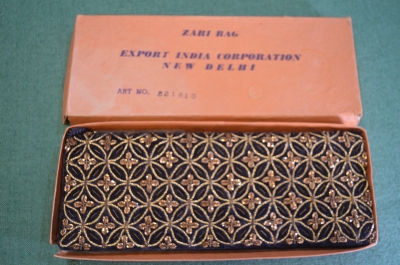 ZARI BAG
EXPORT INDIA CORPORATION
NEW DELHI
ART NO.